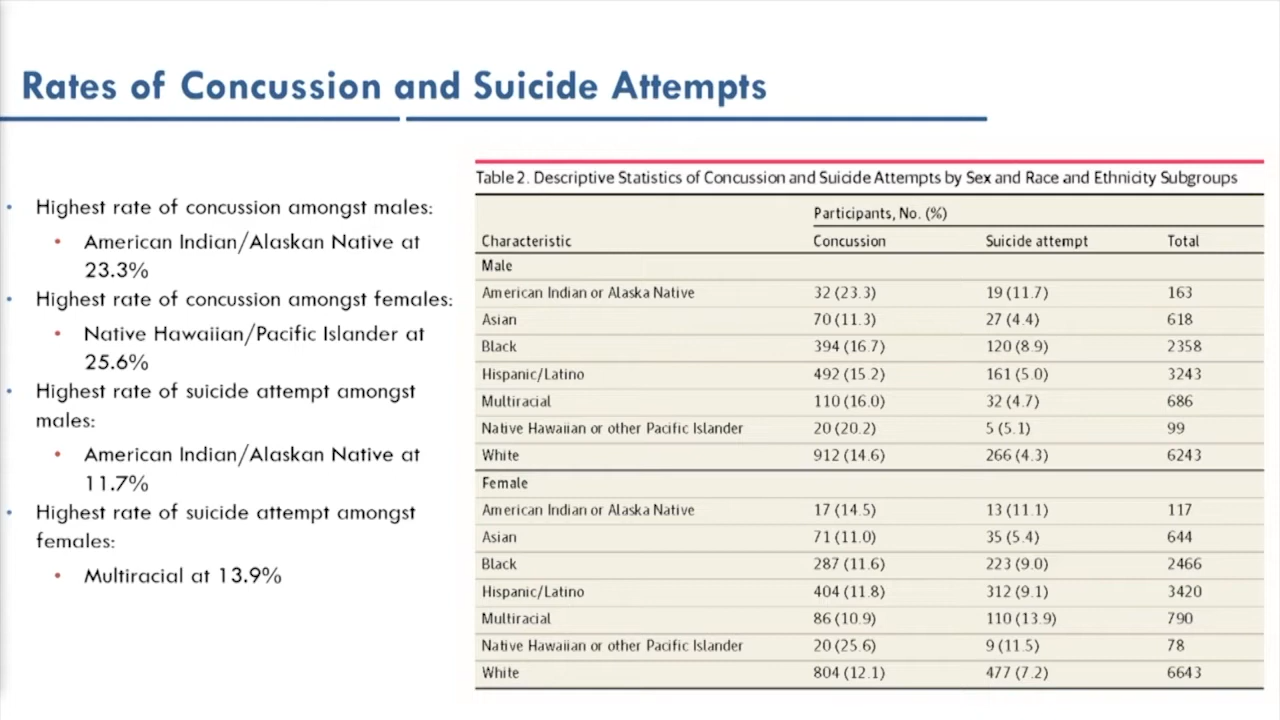 Rates of Concussion and Suicide Attempts
• Highest rate of concussion amongst males:
• American Indian/Alaskan Native at
23.3%
• Highest rate of concussion amongst females:
• Native Hawaiian/Pacific Islander at
25.6%
• Highest rate of suicide attempt amongst
males:
• American Indian/Alaskan Native at
11.7%
• Highest rate of suicide attempt amongst
females:
• Multiracial at 13.9%
Table 2. Descriptive Statistics of Concussion and Suicide Attempts by Sex and Race and Ethnicity Subgroups
Participants, No. (%)
Characteristic Concussion Suicide attempt Total
Male
American Indian or Alaska Native 32 (23.3) 19 (11.7) 163
Asian 70 (11.3) 27 (4.4) 618
Black 394 (16.7) 120 (8.9) 2358
Hispanic/Latino 492 (15.2) 161 (5.0) 3243
Multiracial 110 (16.0) 32 (4.7) 686
Native Hawaiian or other Pacific Islander 20 (20.2) 5 (5.1) 99
White 912 (14.6) 266 (4.3) 6243
Female
American Indian or Alaska Native 17 (14.5) 13 (11.1) 117
Asian 71 (11.0) 35 (5.4) 644
Black 287 (11.6) 223 (9.0) 2466
Hispanic/Latino 404 (11.8) 312 (9.1) 3420
Multiracial 86 (10.9) 110 (13.9) 790
Native Hawaiian or other Pacific Islander 20 (25.6) 9 (11.5) 78
White 804 (12.1) 477 (7.2) 6643